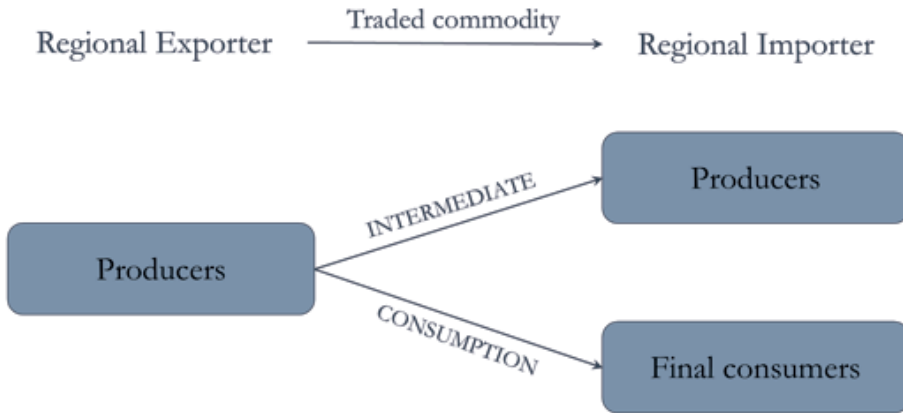 Traded commodity
Regional Exporter
Regional Importer
INTERMEDIATE
Producers
Producers
CONSUMPTION
Final consumers